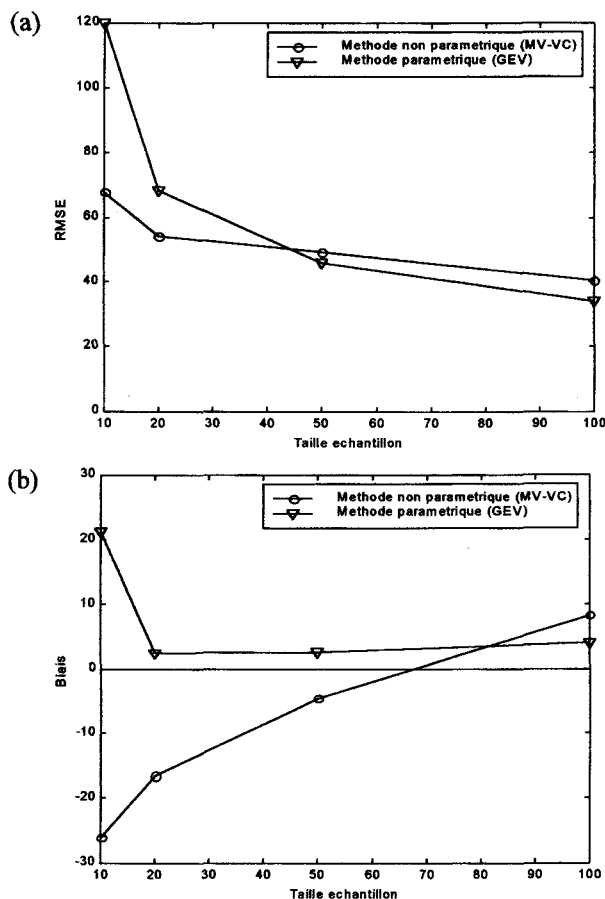 (a)
120
100
80
60
40
20
0
RMSE
Methode non parametrique (MV-VC)
Methode parametrique (GEV)
10 20 30 40 50 60 70 80 90 100
Taille echantillon
(b)
30
20
10
0
-10
-20
-30
Biais
Methode non parametrique (MV-VC)
Methode parametrique (GEV)
10 20 30 40 50 60 70 80 90 100
Taille echantillon